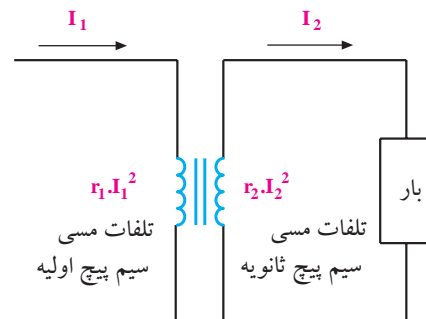 I₁
I₂
r₁.I₁²
r₂.I₂²
بار
تلفات مسی
سیم پیچ اولیه
تلفات مسی
سیم پیچ ثانویه